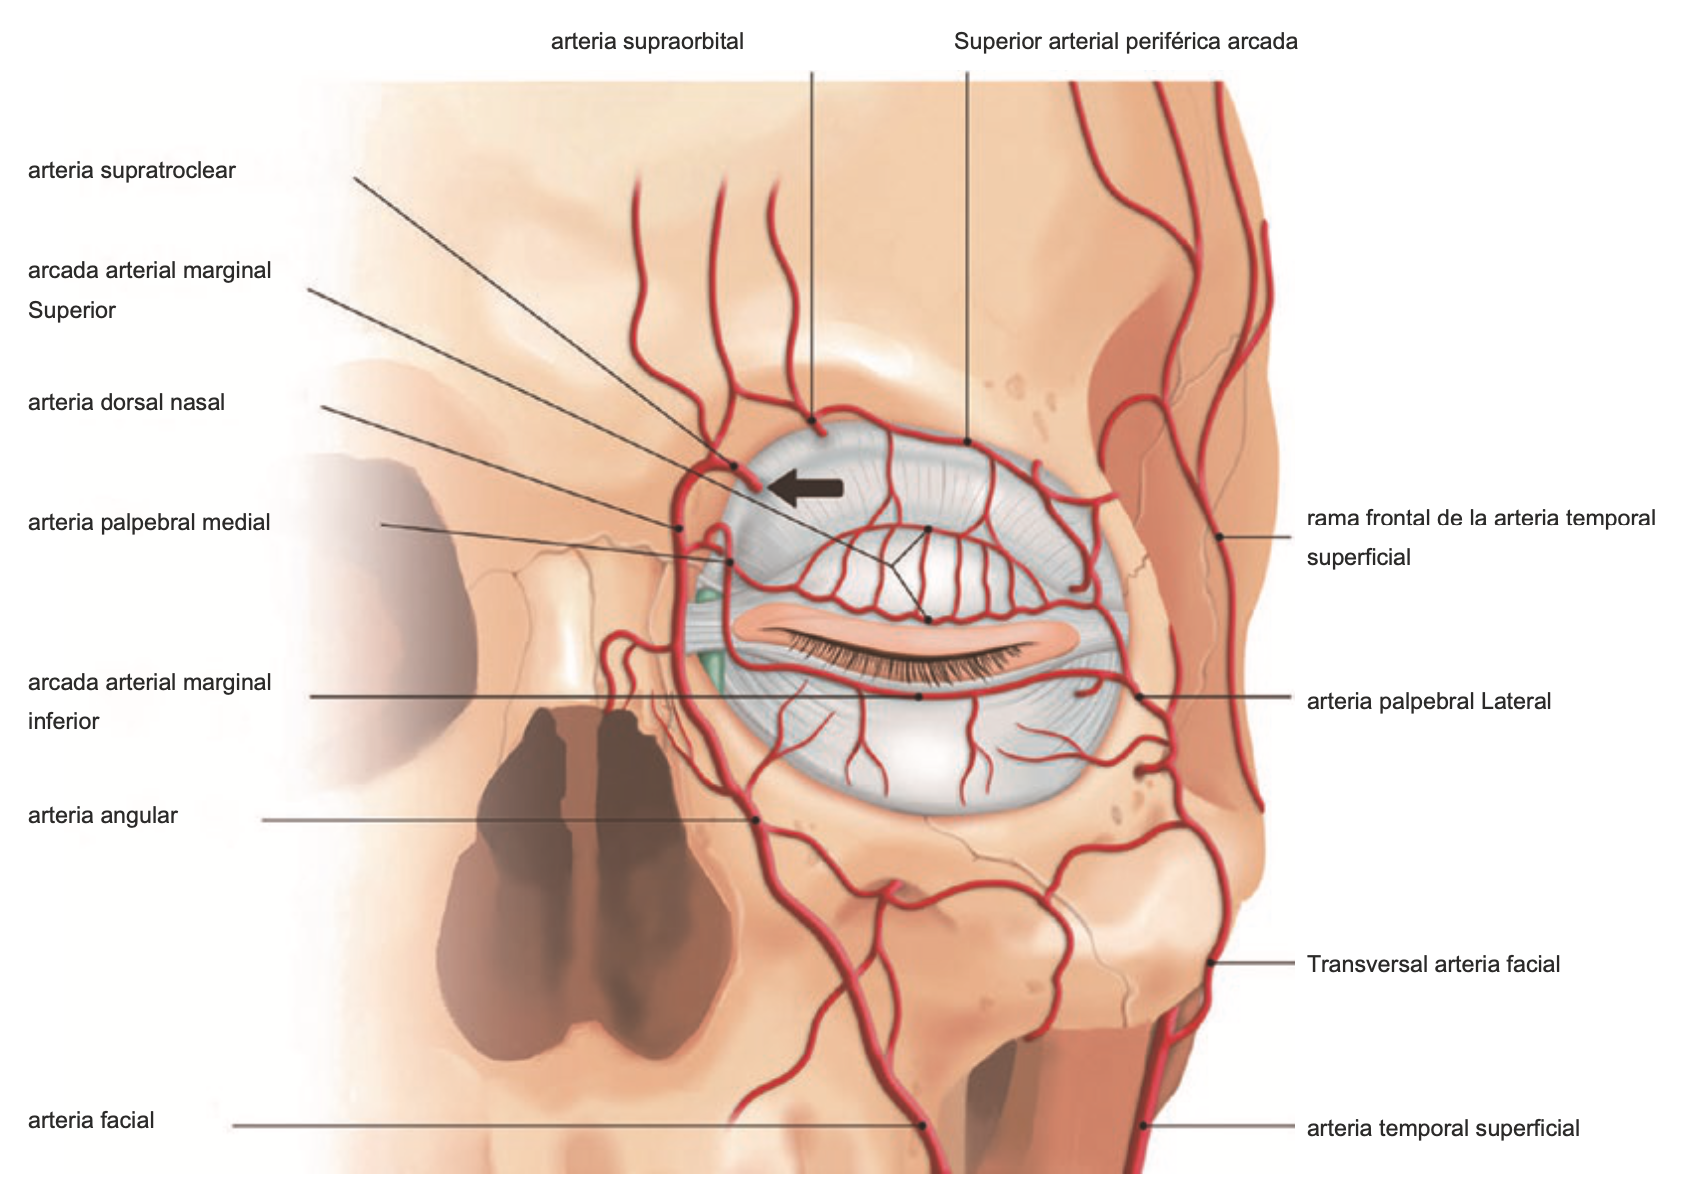 arteria supraorbital
Superior arterial periférica arcada
arteria supratroclear
arcada arterial marginal
Superior
arteria dorsal nasal
arteria palpebral medial
arcada arterial marginal
inferior
arteria angular
arteria facial
rama frontal de la arteria temporal
superficial
arteria palpebral Lateral
Transversal arteria facial
arteria temporal superficial